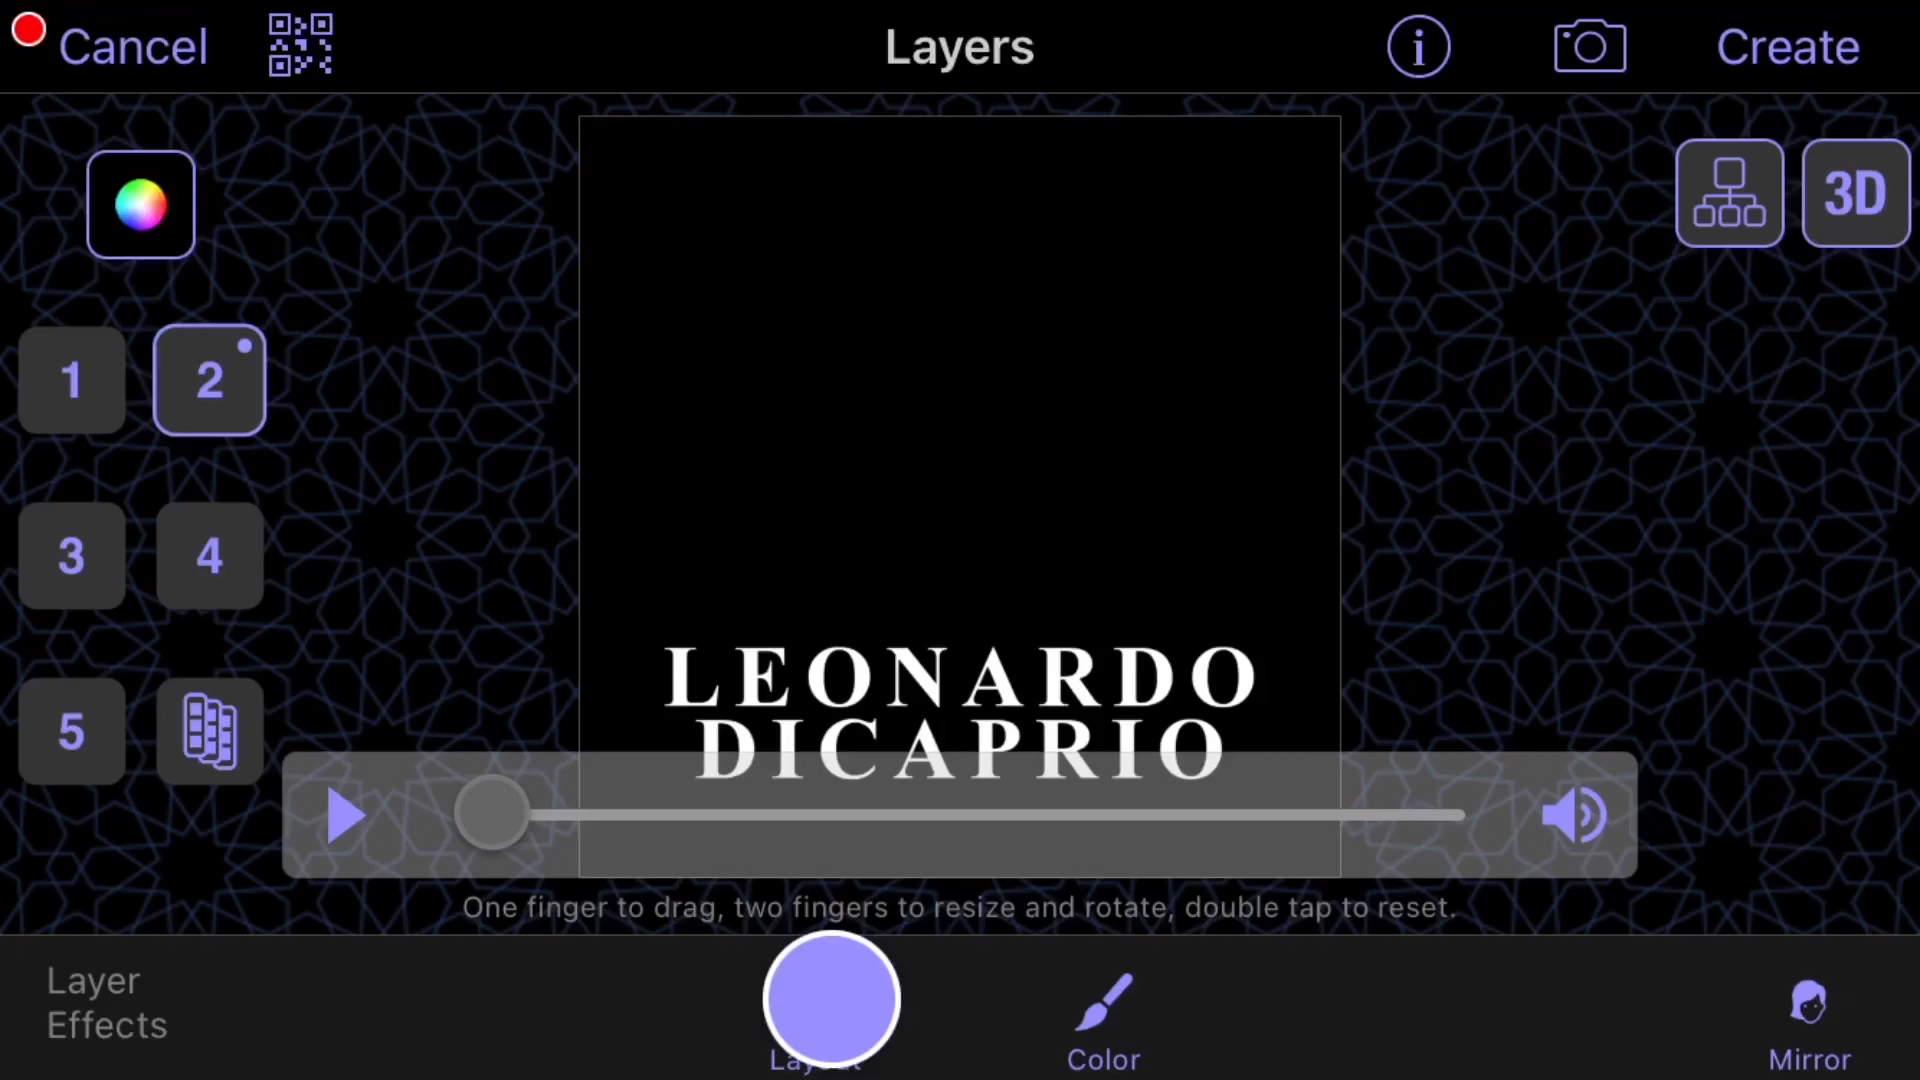 Cancel
Layers
Create
3D
1
2
3
4
5
LEONARDO
DICAPRIO
One finger to drag, two fingers to resize and rotate, double tap to reset.
Layer
Effects
Color
Mirror